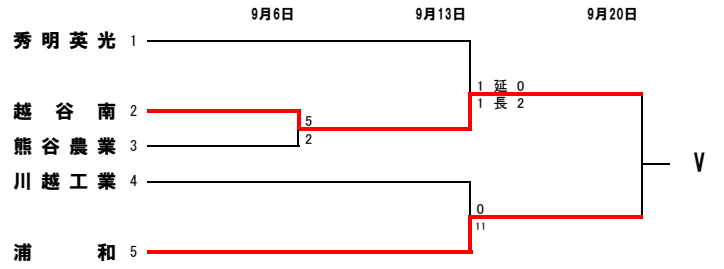 9月6日 9月13日 9月20日
秀明英光 1
1 延 0
越谷南 2
1 長 2
5
熊谷農業 3
2
V
川越工業 4
0
11
浦和 5